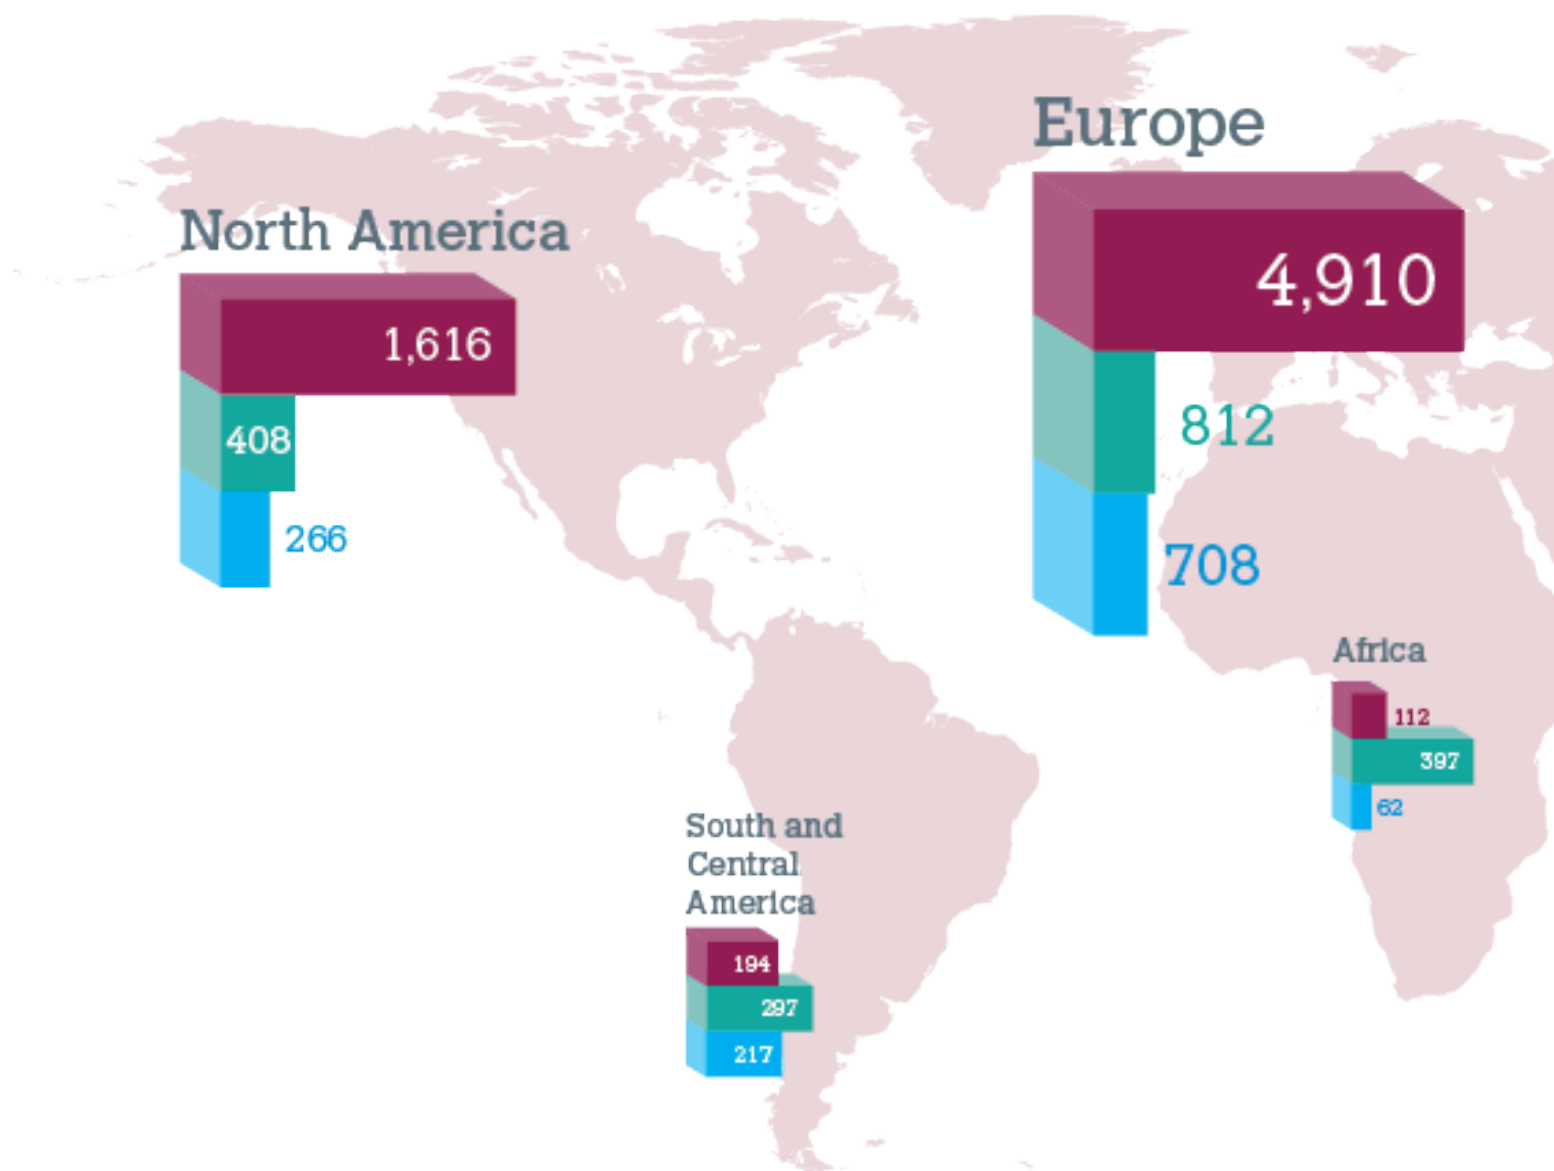 North America
1,616
408
266
Europe
4,910
812
708
Africa
112
397
62
South and
Central
America
194
297
217